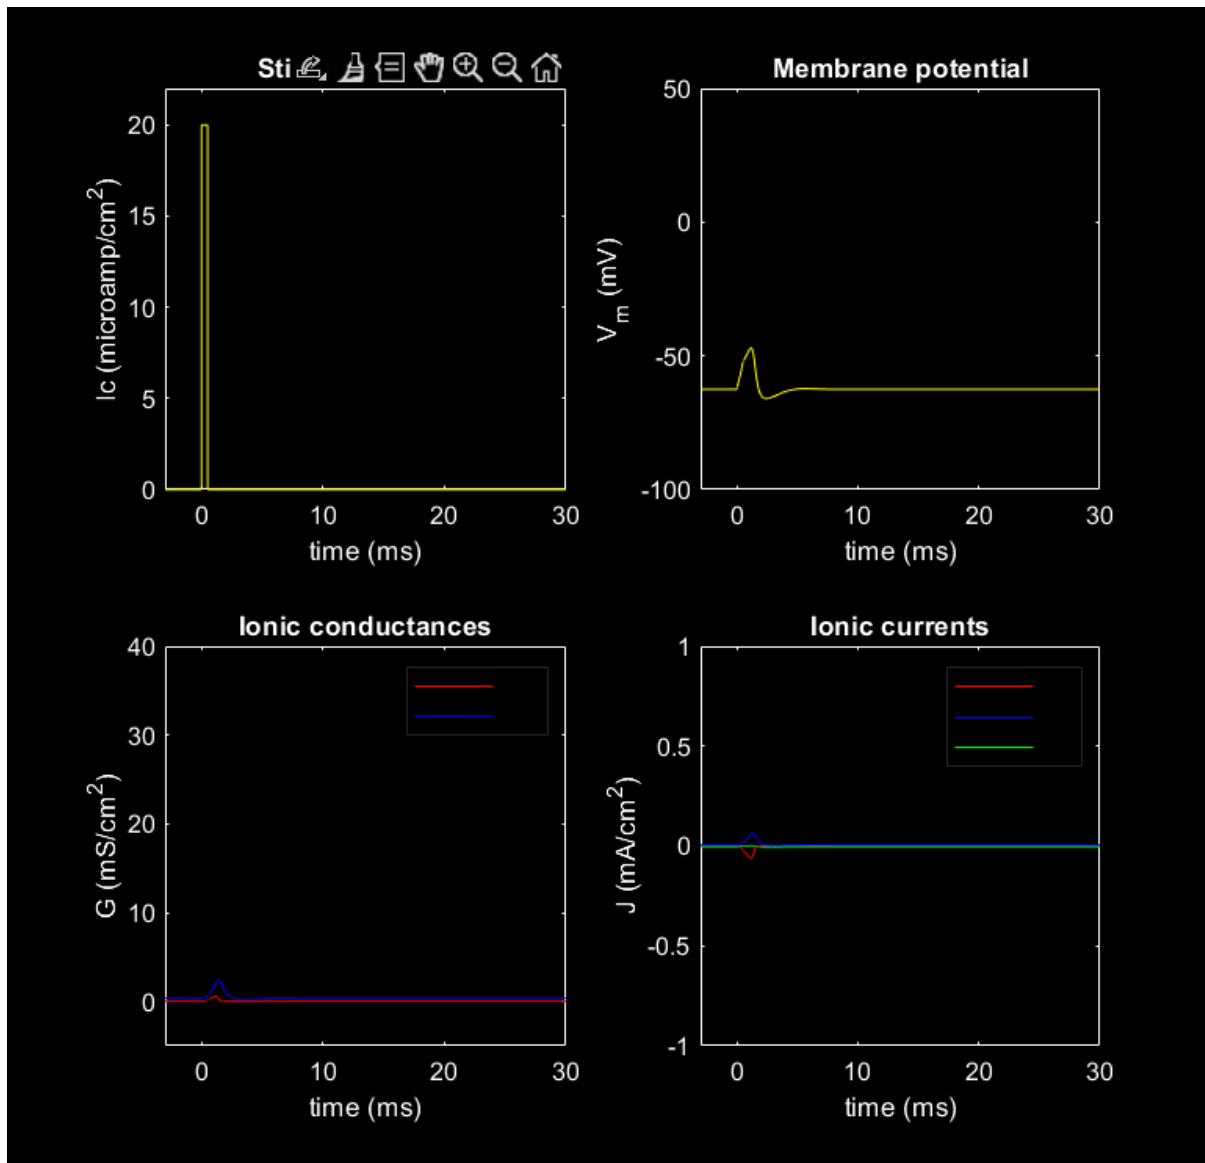 Sti
20
15
10
5
0
Ic (microamp/cm²)
0 10 20 30
time (ms)
Membrane potential
50
0
-50
-100
Vₘ (mV)
0 10 20 30
time (ms)
Ionic conductances
40
30
20
10
0
G (mS/cm²)
0 10 20 30
time (ms)
Ionic currents
1
0.5
0
-0.5
-1
J (mA/cm²)
0 10 20 30
time (ms)